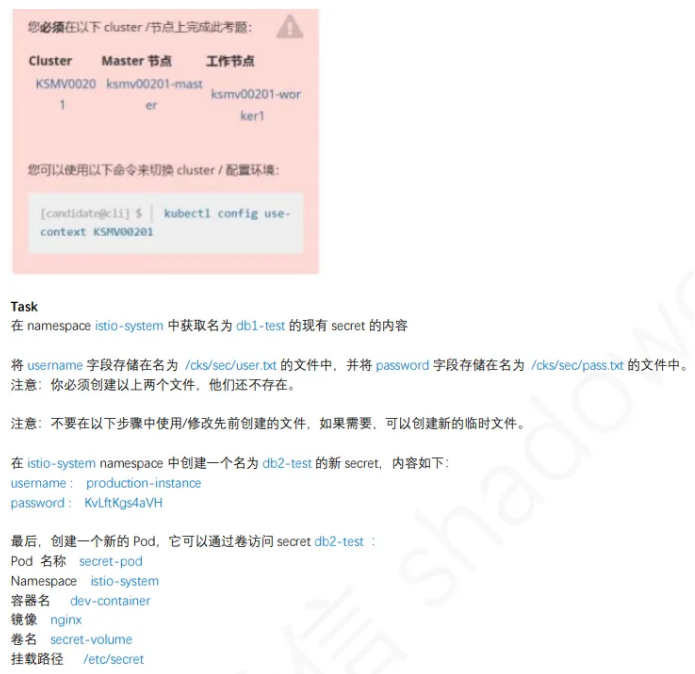 您必须在以下 cluster /节点上完成此考题:
Cluster Master 节点 工作节点
KSMV0020 ksmv00201-mast ksmv00201-wor
1 er ker1
您可以使用以下命令来切换 cluster / 配置环境:
[candidate@cli] $ | kubectl config use-
context KSMV00201
Task
在 namespace istio-system 中获取名为 db1-test 的现有 secret 的内容
将 username 字段存储在名为 /cks/sec/user.txt 的文件中，并将 password 字段存储在名为 /cks/sec/pass.txt 的文件中。
注意：你必须创建以上两个文件，他们还不存在。
注意：不要在以下步骤中使用/修改先前创建的文件，如果需要，可以创建新的临时文件。
在 istio-system namespace 中创建一个名为 db2-test 的新 secret，内容如下：
username : production-instance
password : KvLftKgs4aVH
最后，创建一个新的 Pod，它可以通过卷访问 secret db2-test ：
Pod 名称 secret-pod
Namespace istio-system
容器名 dev-container
镜像 nginx
卷名 secret-volume
挂载路径 /etc/secret
信 shadow